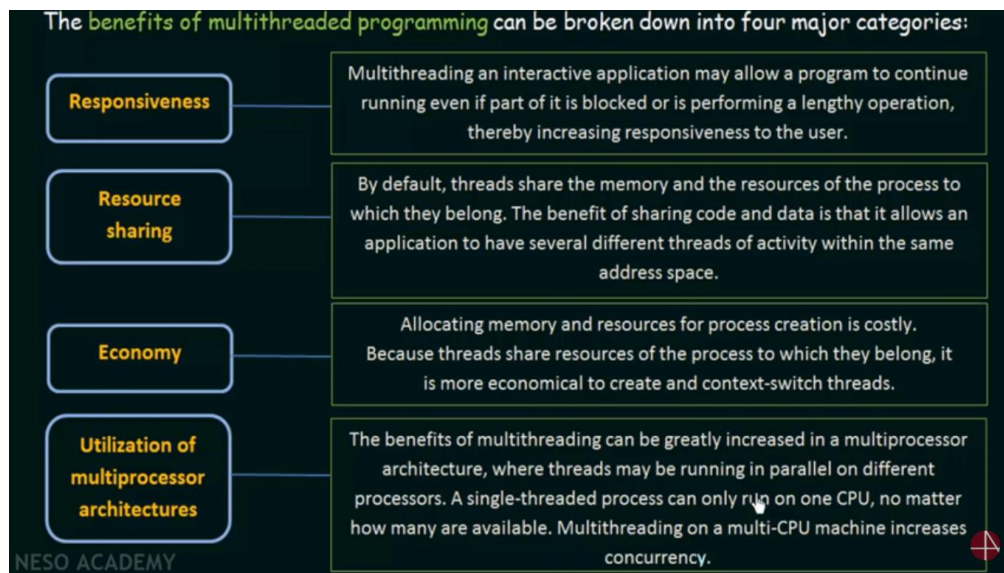 The benefits of multithreaded programming can be broken down into four major categories:
Responsiveness
Multithreading an interactive application may allow a program to continue
running even if part of it is blocked or is performing a lengthy operation,
thereby increasing responsiveness to the user.
Resource
sharing
By default, threads share the memory and the resources of the process to
which they belong. The benefit of sharing code and data is that it allows an
application to have several different threads of activity within the same
address space.
Economy
Allocating memory and resources for process creation is costly.
Because threads share resources of the process to which they belong, it
is more economical to create and context-switch threads.
Utilization of
multiprocessor
architectures
The benefits of multithreading can be greatly increased in a multiprocessor
architecture, where threads may be running in parallel on different
processors. A single-threaded process can only run on one CPU, no matter
how many are available. Multithreading on a multi-CPU machine increases
concurrency.
NESO ACADEMY